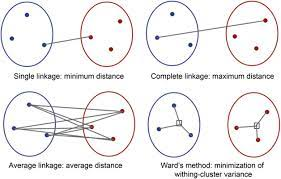 Single linkage: minimum distance
Complete linkage: maximum distance
Average linkage: average distance
Ward's method: minimization of
withing-cluster variance